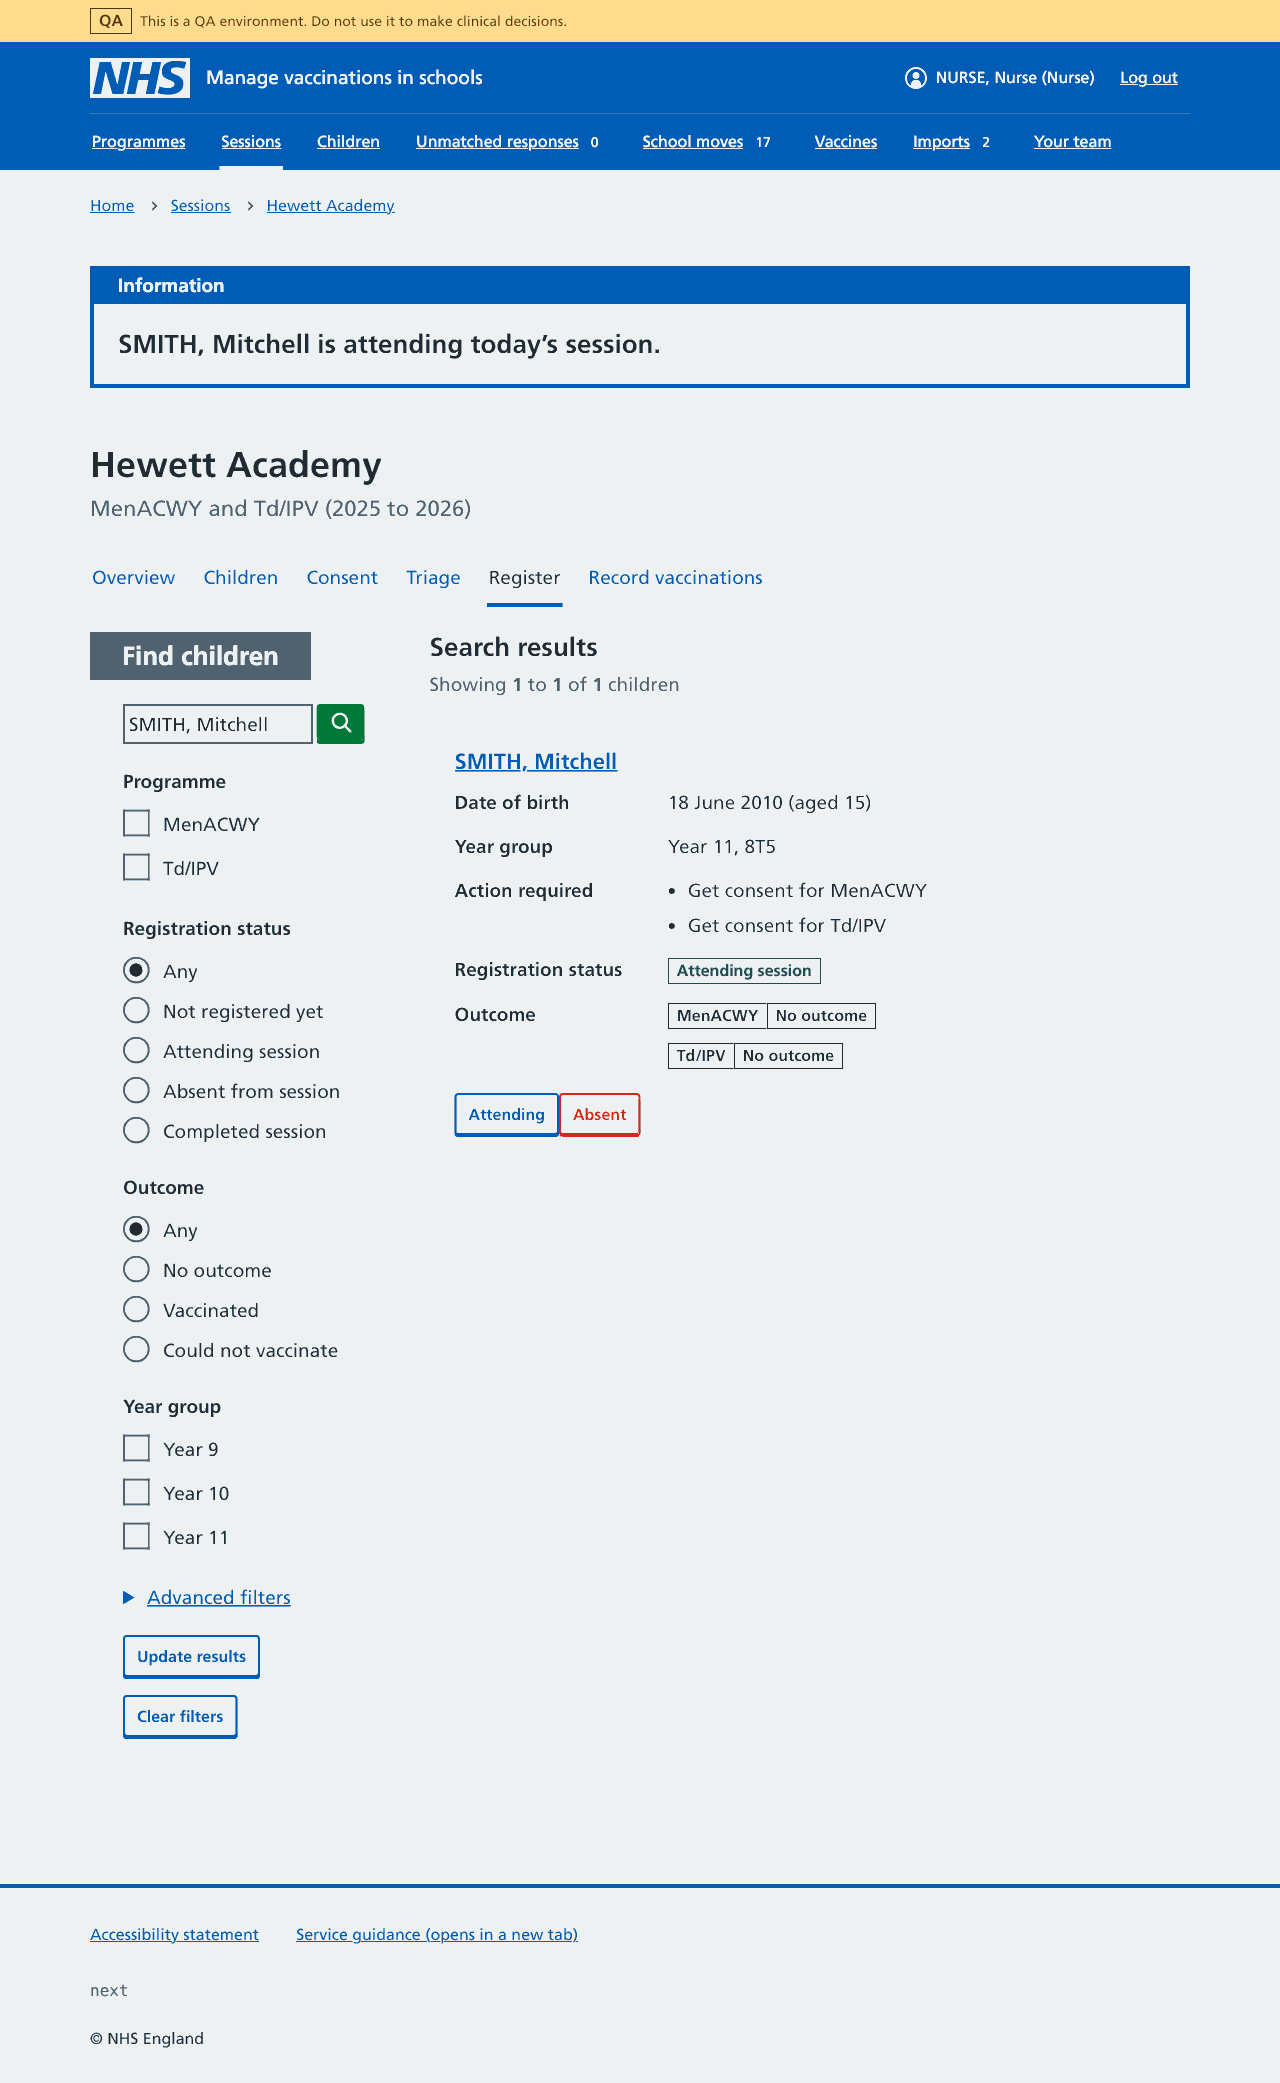 QA This is a QA environment. Do not use it to make clinical decisions.
NHS Manage vaccinations in schools NURSE, Nurse (Nurse) Log out
Programmes Sessions Children Unmatched responses 0 School moves 17 Vaccines Imports 2 Your team
Home Sessions Hewett Academy
Information
SMITH, Mitchell is attending today’s session.
Hewett Academy
MenACWY and Td/IPV (2025 to 2026)
Overview Children Consent Triage Register Record vaccinations
Find children
SMITH, Mitchell
Programme
MenACWY
Td/IPV
Registration status
Any
Not registered yet
Attending session
Absent from session
Completed session
Outcome
Any
No outcome
Vaccinated
Could not vaccinate
Year group
Year 9
Year 10
Year 11
Advanced filters
Update results
Clear filters
Search results
Showing 1 to 1 of 1 children
SMITH, Mitchell
Date of birth 18 June 2010 (aged 15)
Year group Year 11, 8T5
Action required • Get consent for MenACWY
• Get consent for Td/IPV
Registration status Attending session
Outcome MenACWY No outcome
Td/IPV No outcome
Attending Absent
Accessibility statement Service guidance (opens in a new tab)
next
© NHS England